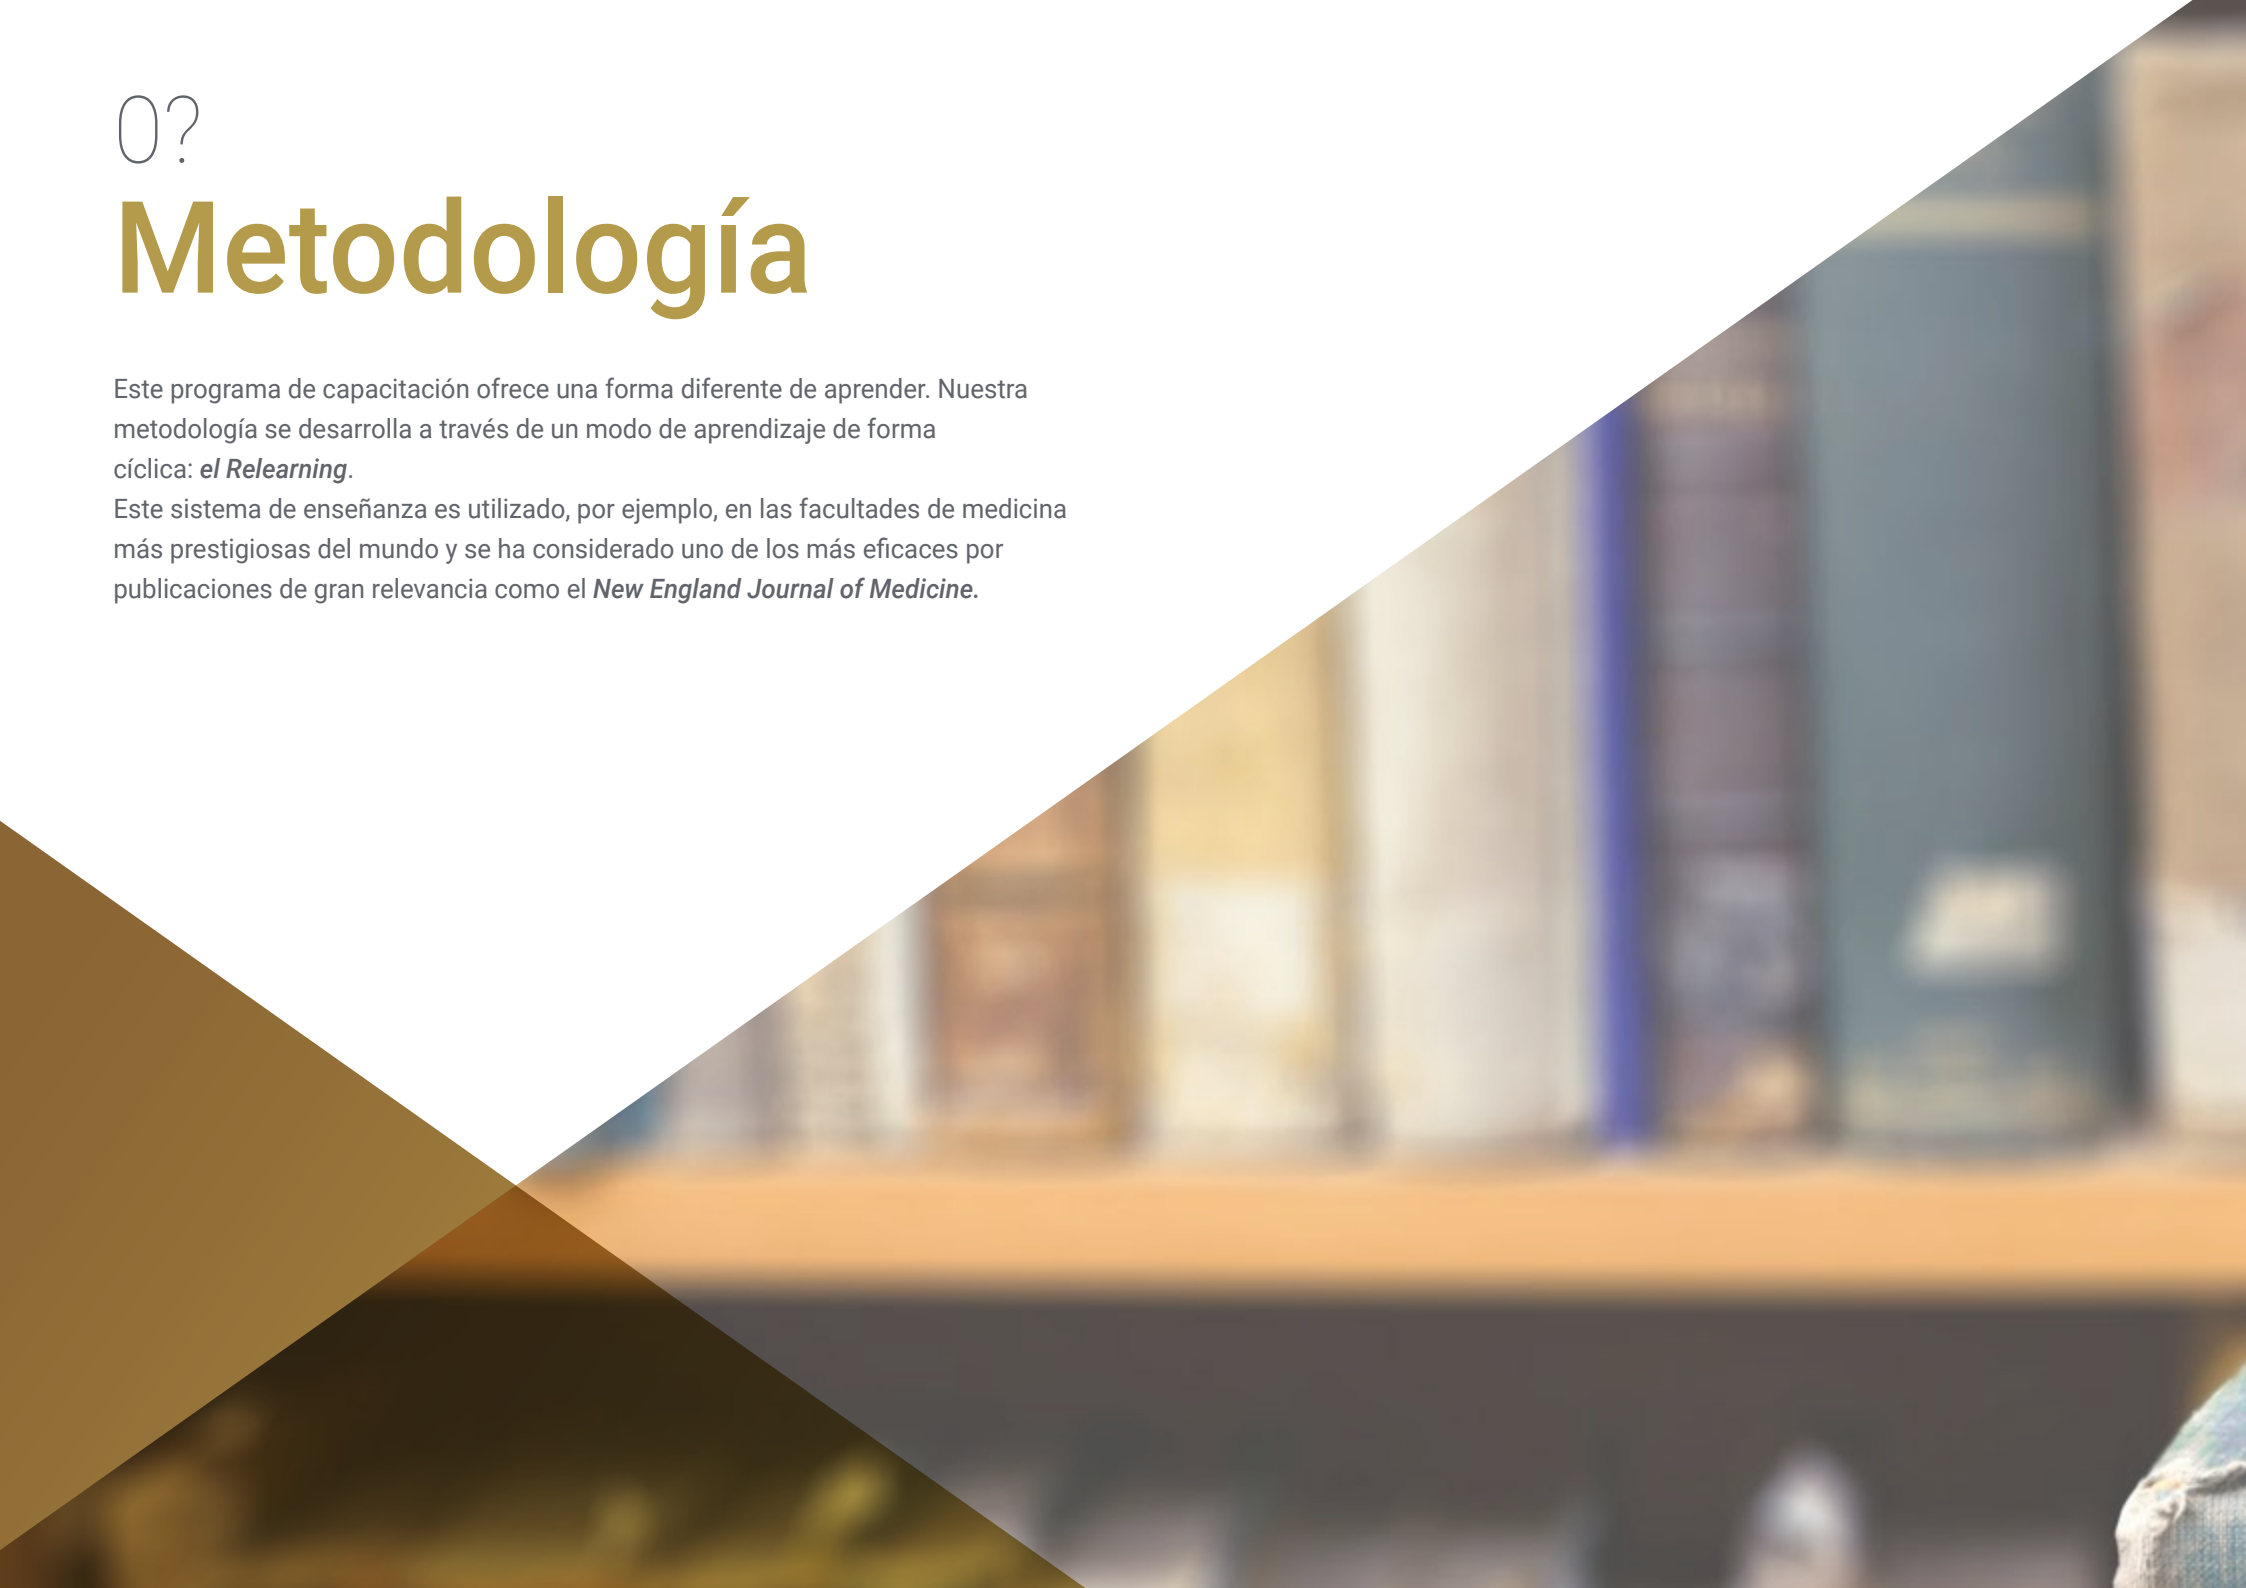 0?
Metodología
Este programa de capacitación ofrece una forma diferente de aprender. Nuestra
metodología se desarrolla a través de un modo de aprendizaje de forma
cíclica: el Relearning.
Este sistema de enseñanza es utilizado, por ejemplo, en las facultades de medicina
más prestigiosas del mundo y se ha considerado uno de los más eficaces por
publicaciones de gran relevancia como el New England Journal of Medicine.